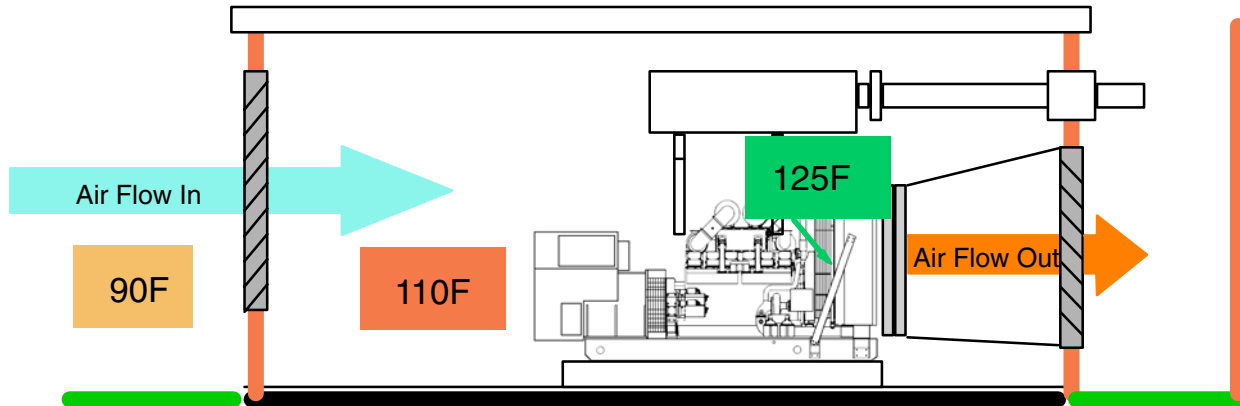 125F
Air Flow In
Air Flow Out
90F
110F